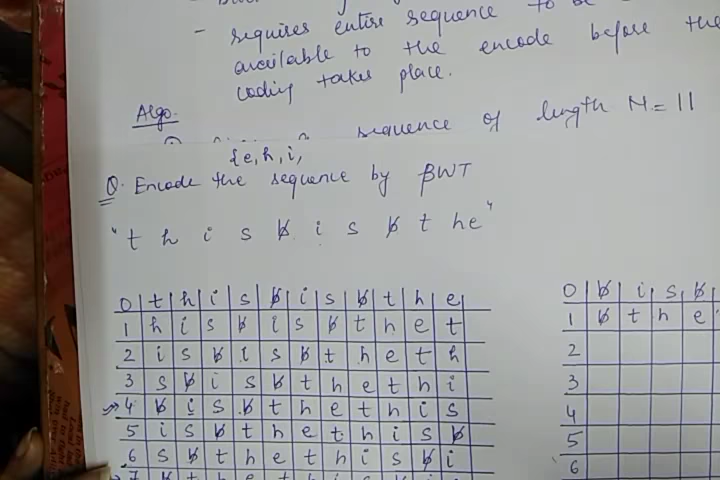 - requires entire sequence to be
available to the encode before the
coding takes place.
Algo.
sequence of length N = 11
{e, h, i,
Q. Encode the sequence by BWT
"t h i s b̸ i s b̸ t he"
0 t h i s b̸ i s b̸ t h e
1 h i s b̸ i s b̸ t h e t
2 i s b̸ i s b̸ t h e t h
3 s b̸ i s b̸ t h e t h i
→ 4 b̸ i s b̸ t h e t h i s
5 i s b̸ t h e t h i s b̸
6 s b̸ t h e t h i s b̸ i
→ 7 b̸ t h e t h i s b̸ i s
0 b̸ i s b̸
1 b̸ t h e
2
3
4
5
6